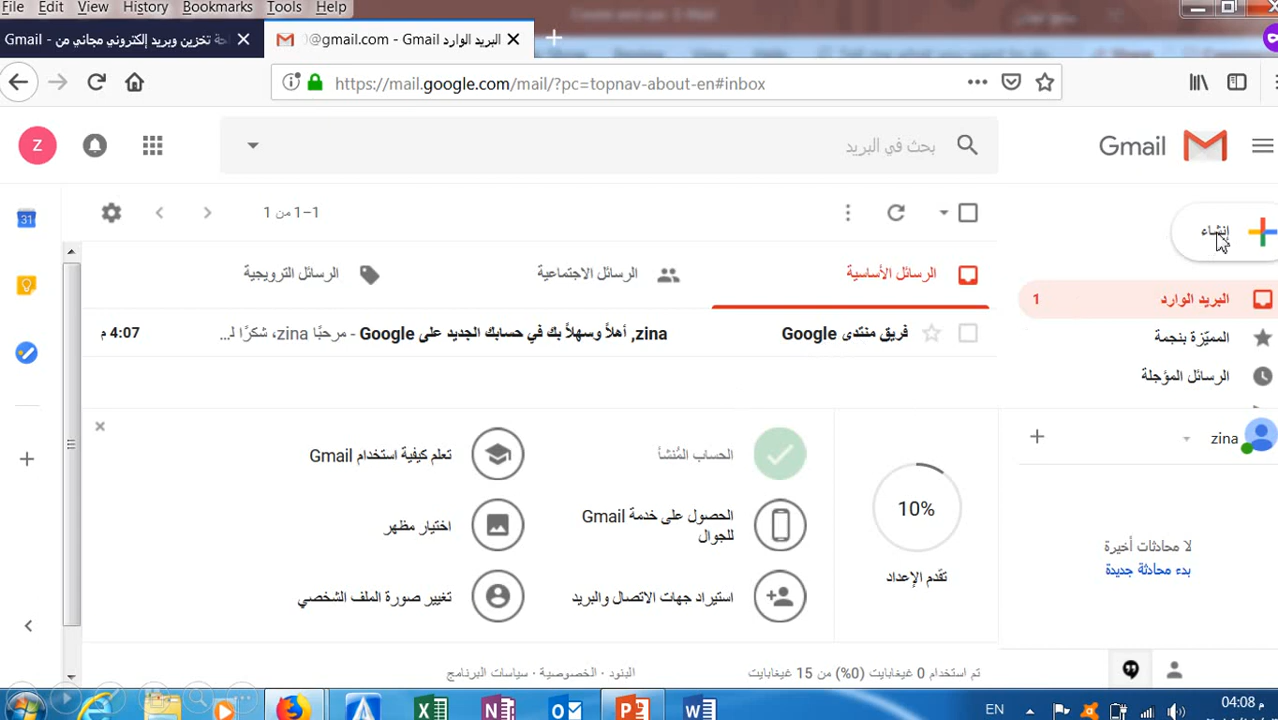 File Edit View History Bookmarks Tools Help
Gmail - حة تخزين وبريد إلكتروني مجاني من
البريد الوارد @gmail.com - Gmail
https://mail.google.com/mail/?pc=topnav-about-en#inbox
Z
بحث في البريد
Gmail
1–1 من 1
إنشاء
31
الرسائل الأساسية
الرسائل الاجتماعية
الرسائل الترويجية
البريد الوارد 1
فريق منتدى Google
zina, أهلاً وسهلاً بك في حسابك الجديد على Google - مرحبًا zina، شكرًا لـ...
4:07 م
المميّزة بنجمة
الرسائل المؤجلة
zina
10%
تقّدم الإعداد
الحساب المُنشأ
تعلم كيفية استخدام Gmail
الحصول على خدمة Gmail
للجوال
اختيار مظهر
استيراد جهات الاتصال والبريد
تغيير صورة الملف الشخصي
لا محادثات أخيرة
بدء محادثة جديدة
تم استخدام 0 غيغابايت (0%) من 15 غيغابايت
البنود · الخصوصية · سياسات البرنامج
EN
04:08 م